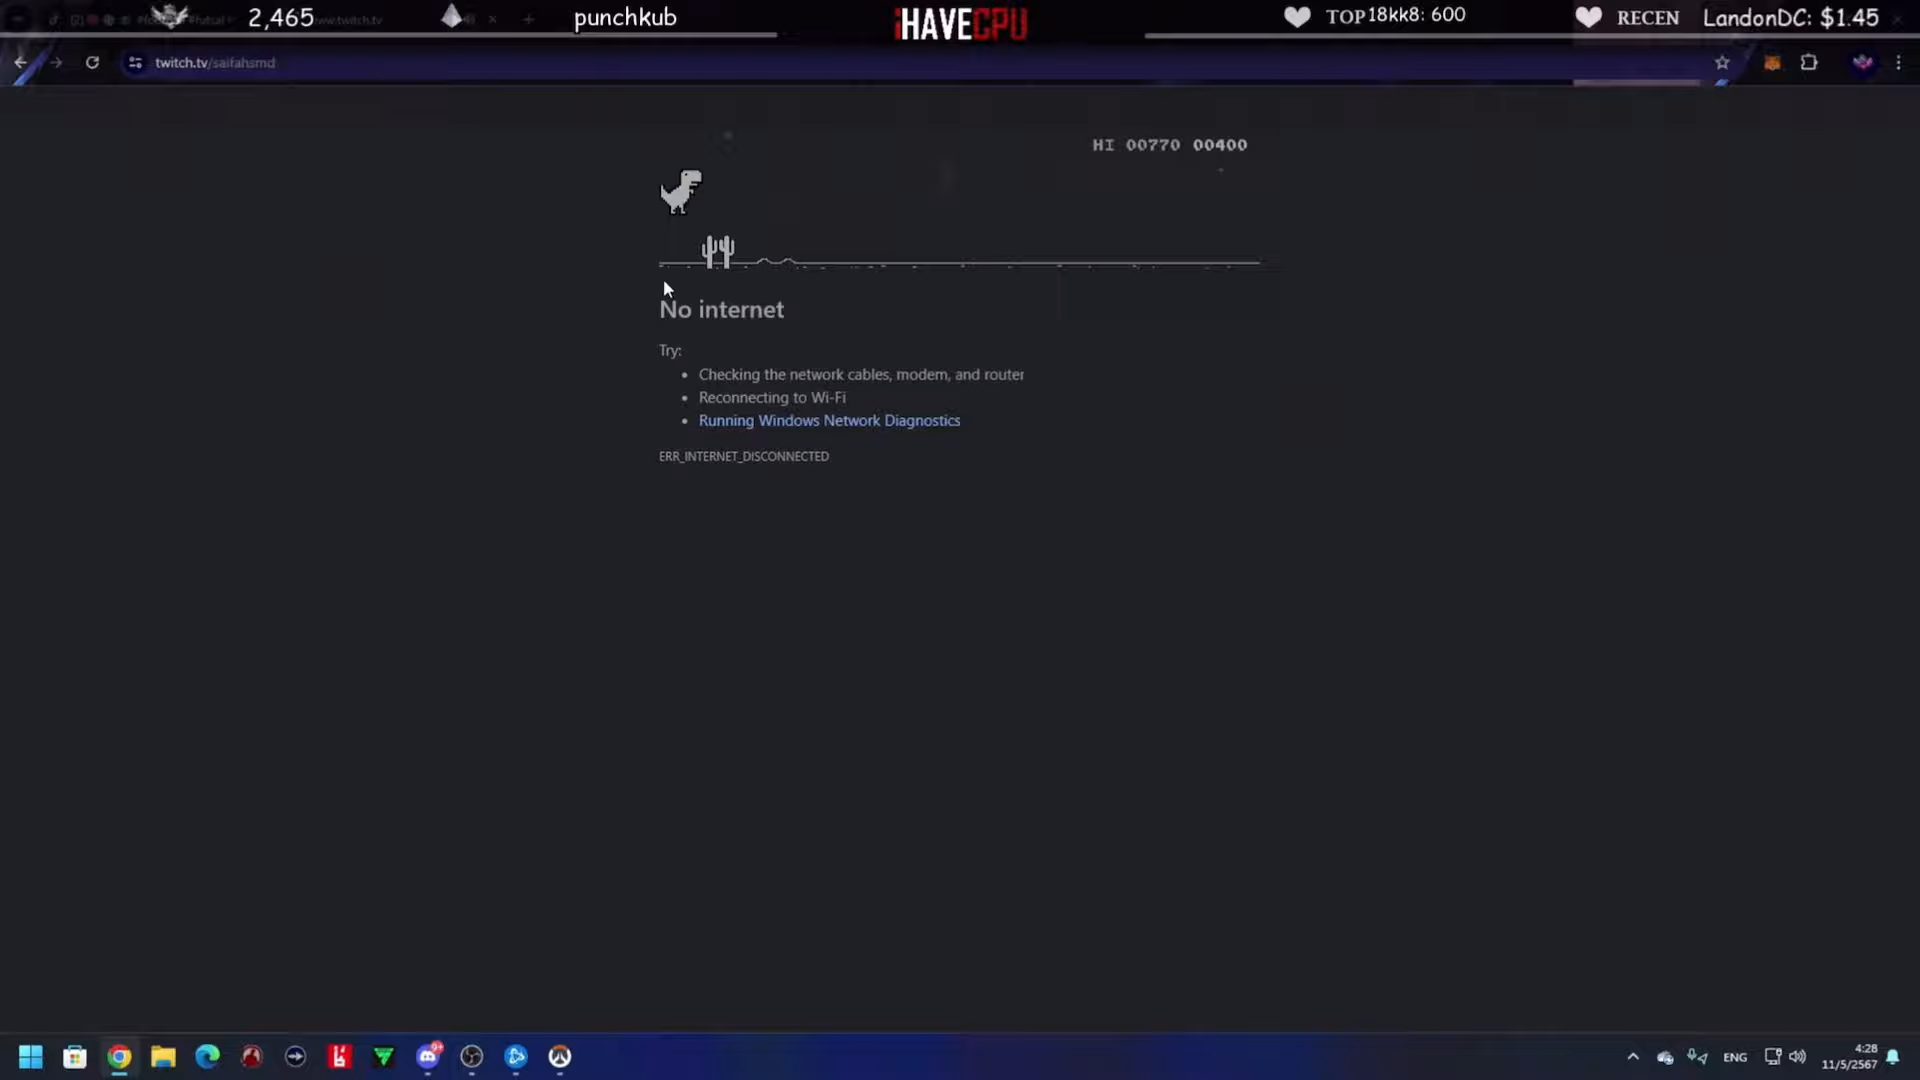 2,465
punchkub
iHAVECPU
TOP 18kk8: 600
RECEN LandonDC: $1.45
twitch.tv/saifahsmd
HI 00770 00400
No internet
Try:
Checking the network cables, modem, and router
Reconnecting to Wi-Fi
Running Windows Network Diagnostics
ERR_INTERNET_DISCONNECTED
ENG
4:28
11/5/2567